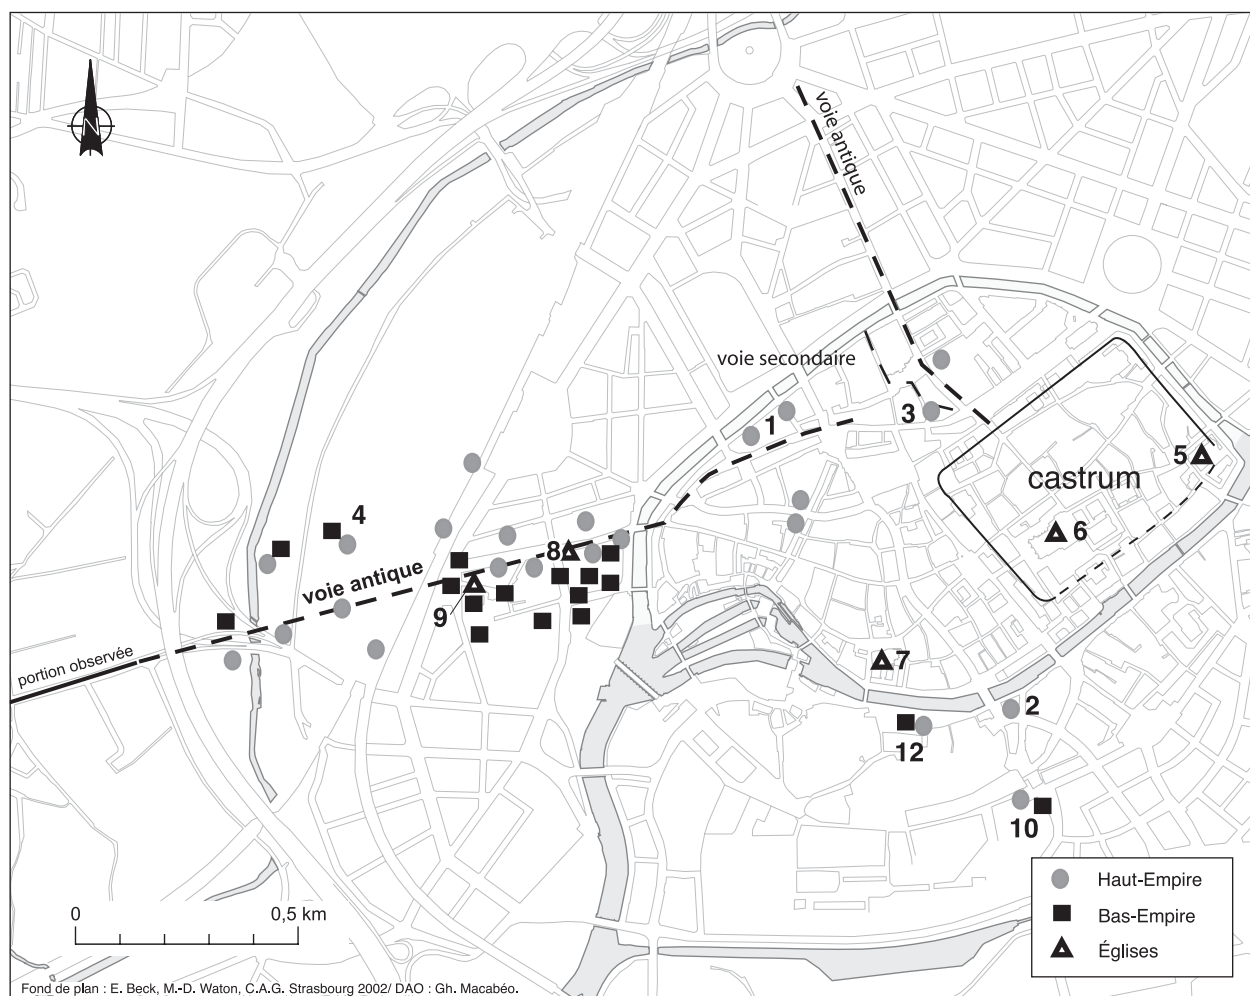 N
voie antique
voie secondaire
1
3
5
castrum
6
4
8
voie antique
9
portion observée
7
2
12
10
Haut-Empire
Bas-Empire
Églises
0 0,5 km
Fond de plan : E. Beck, M.-D. Waton, C.A.G. Strasbourg 2002/ DAO : Gh. Macabéo.